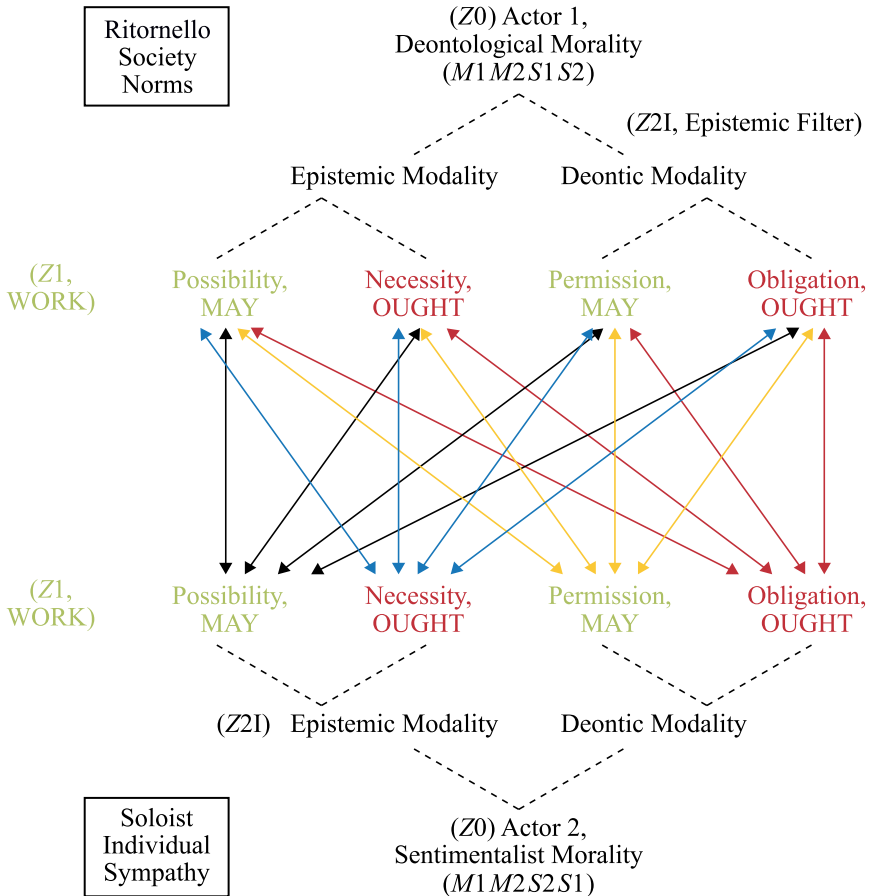 Ritornello
Society
Norms
(Z0) Actor 1,
Deontological Morality
(M1M2S1S2)
(Z2I, Epistemic Filter)
Epistemic Modality
Deontic Modality
(Z1,
WORK)
Possibility,
MAY
Necessity,
OUGHT
Permission,
MAY
Obligation,
OUGHT
(Z1,
WORK)
Possibility,
MAY
Necessity,
OUGHT
Permission,
MAY
Obligation,
OUGHT
(Z2I) Epistemic Modality
Deontic Modality
Soloist
Individual
Sympathy
(Z0) Actor 2,
Sentimentalist Morality
(M1M2S2S1)